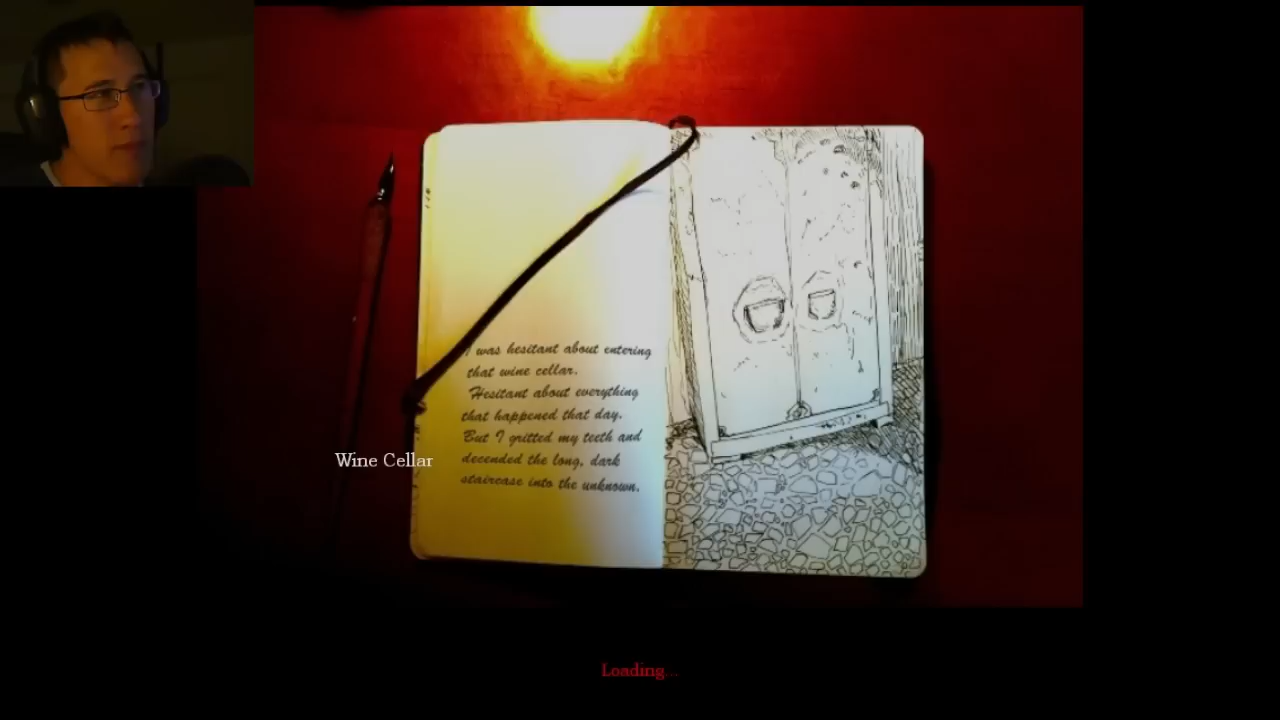 I was hesitant about entering
that wine cellar.
Hesitant about everything
that happened that day.
But I gritted my teeth and
decended the long, dark
staircase into the unknown.
Wine Cellar
Loading...